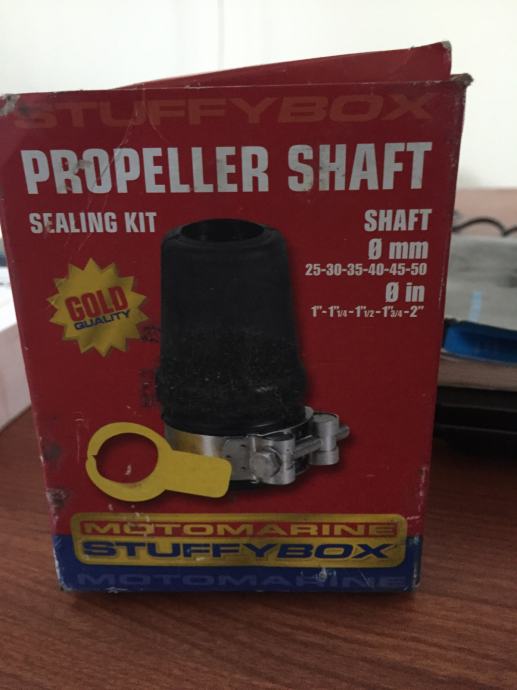 STUFFYBOX
PROPELLER SHAFT
SEALING KIT
SHAFT
Ø mm
25-30-35-40-45-50
Ø in
1"-1"1/4-1"1/2-1"3/4-2"
GOLD
QUALITY
MOTOMARINE
STUFFYBOX
MOTOMARINE